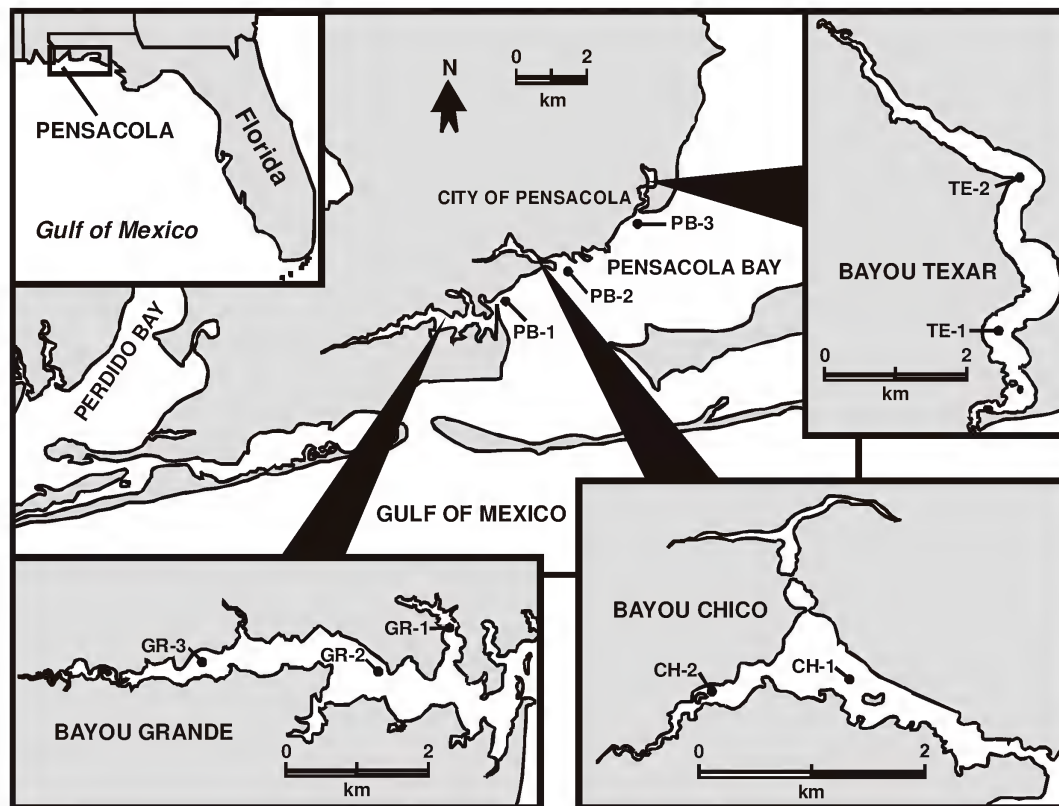 PENSACOLA
Florida
Gulf of Mexico
N
0 2
km
CITY OF PENSACOLA
PB-3
PENSACOLA BAY
PB-2
PB-1
PERDIDO BAY
GULF OF MEXICO
TE-2
BAYOU TEXAR
TE-1
0 2
km
GR-1
GR-3
GR-2
BAYOU GRANDE
0 2
km
BAYOU CHICO
CH-2
CH-1
0 2
km